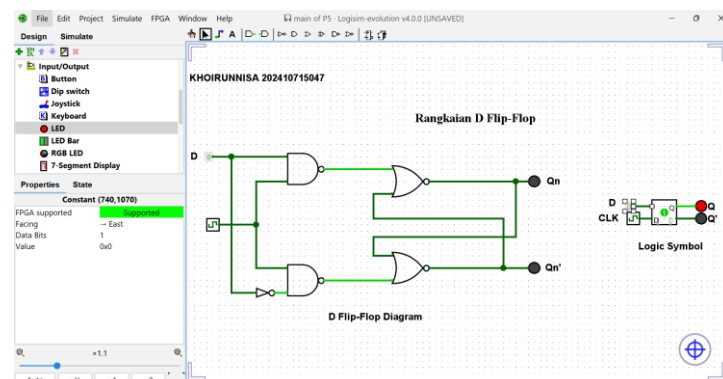 File Edit Project Simulate FPGA Window Help
main of P5 · Logisim-evolution v4.0.0 [UNSAVED]
Design Simulate
A
Input/Output
Button
Dip switch
Joystick
Keyboard
LED
LED Bar
RGB LED
7-Segment Display
Properties State
Constant (740,1070)
FPGA supported Supported
Facing East
Data Bits 1
Value 0x0
×1.1
KHOIRUNNISA 202410715047
Rangkaian D Flip-Flop
D
Qn
Qn'
D Flip-Flop Diagram
D
Q
CLK
Q'
Logic Symbol